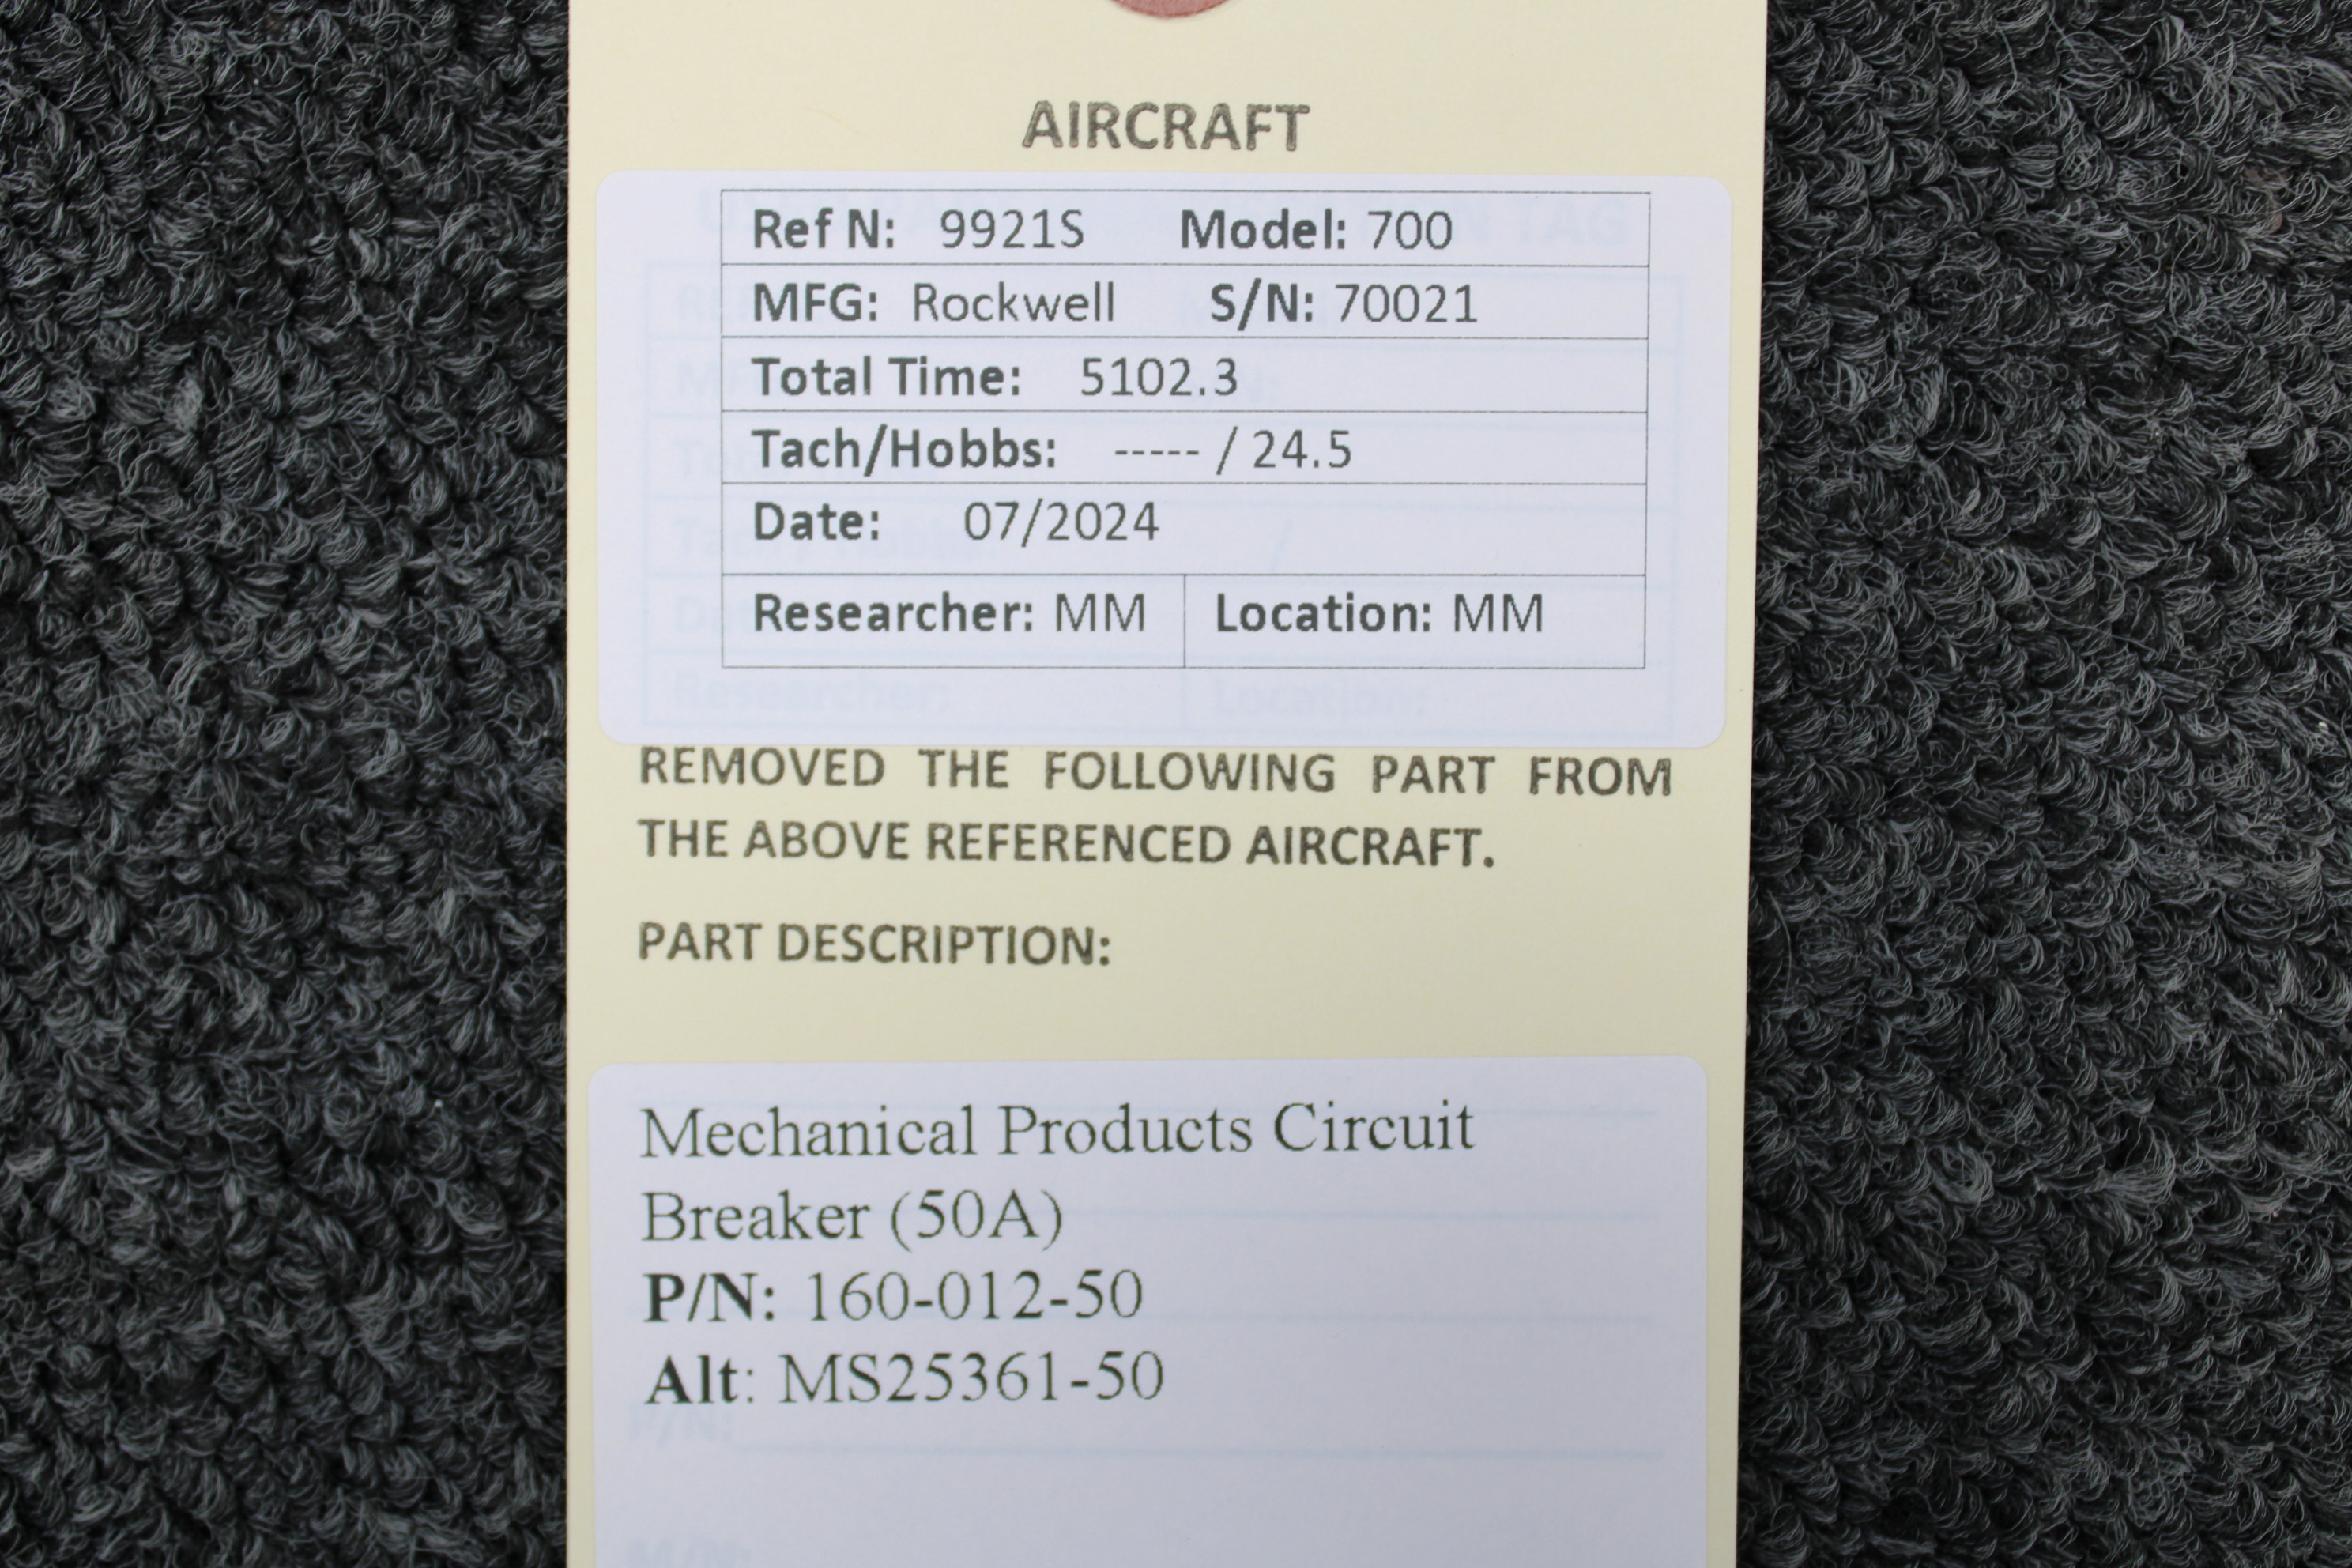 AIRCRAFT
Ref N: 9921S Model: 700
MFG: Rockwell S/N: 70021
Total Time: 5102.3
Tach/Hobbs: ----- / 24.5
Date: 07/2024
Researcher: MM Location: MM
REMOVED THE FOLLOWING PART FROM
THE ABOVE REFERENCED AIRCRAFT.
PART DESCRIPTION:
Mechanical Products Circuit
Breaker (50A)
P/N: 160-012-50
Alt: MS25361-50
P/N:
M/N: